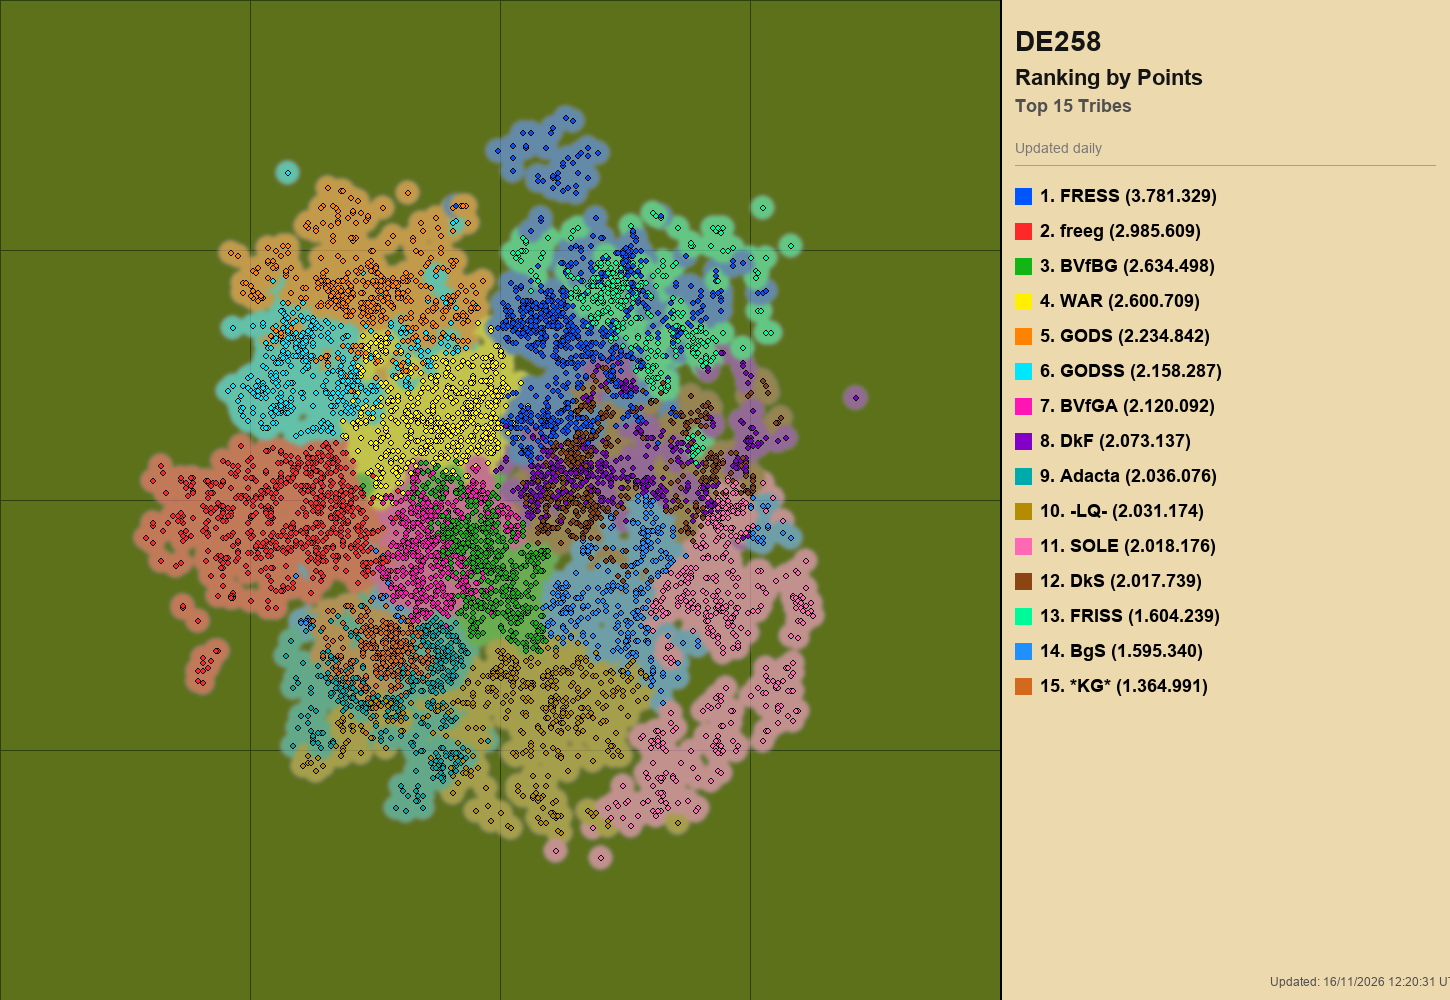 DE258
Ranking by Points
Top 15 Tribes
Updated daily
1. FRESS (3.781.329)
2. freeg (2.985.609)
3. BVfBG (2.634.498)
4. WAR (2.600.709)
5. GODS (2.234.842)
6. GODSS (2.158.287)
7. BVfGA (2.120.092)
8. DkF (2.073.137)
9. Adacta (2.036.076)
10. -LQ- (2.031.174)
11. SOLE (2.018.176)
12. DkS (2.017.739)
13. FRISS (1.604.239)
14. BgS (1.595.340)
15. *KG* (1.364.991)
Updated: 16/11/2026 12:20:31